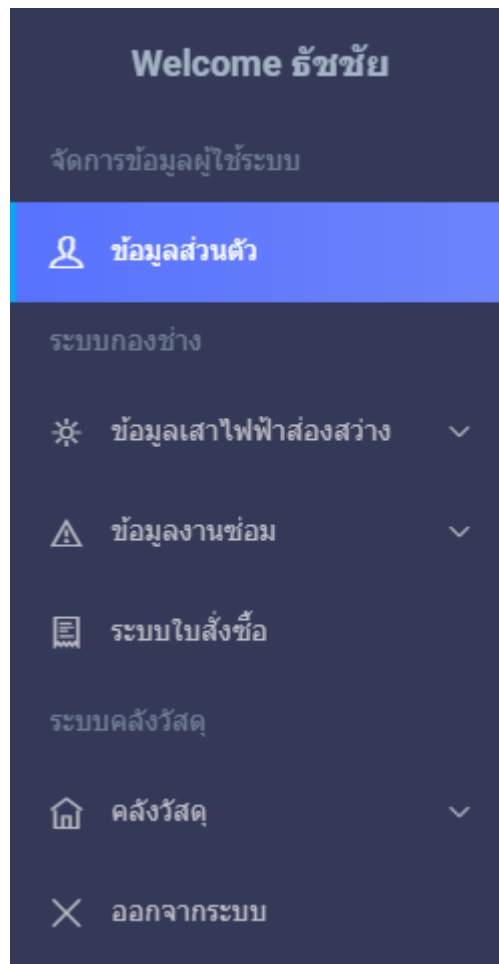 Welcome ธัชชัย
จัดการข้อมูลผู้ใช้ระบบ
ข้อมูลส่วนตัว
ระบบกองช่าง
ข้อมูลเสาไฟฟ้าส่องสว่าง
ข้อมูลงานซ่อม
ระบบใบสั่งซื้อ
ระบบคลังวัสดุ
คลังวัสดุ
ออกจากระบบ